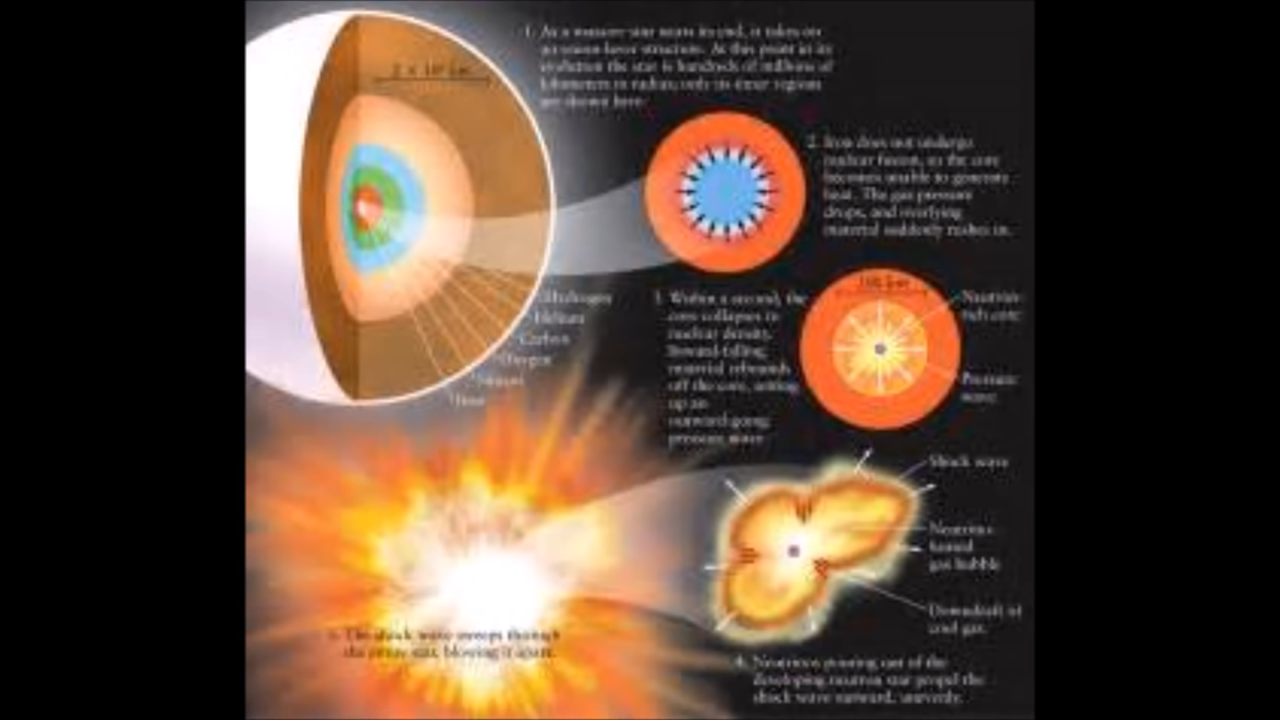 1. As a massive star nears its end, it takes on
an onion-layer structure. At this point in its
evolution the star is hundreds of millions of
kilometers in radius; only its inner regions
are shown here.
2. Iron does not undergo
nuclear fusion, so the core
becomes unable to generate
heat. The gas pressure
drops, and overlying
material suddenly rushes in.
Hydrogen
Helium
Carbon
Oxygen
3. Within a second, the
core collapses to
nuclear density.
Inward-falling
material rebounds
off the core, setting
up an
outward-going
pressure wave
Neutron-
rich core
Pressure
wave
Shock wave
heated
gas bubble
Downdraft of
cool gas
4. Neutrinos pouring out of the
developing neutron star propel the
shock wave outward, unevenly.
The shock wave sweeps through
the entire star, blowing it apart.